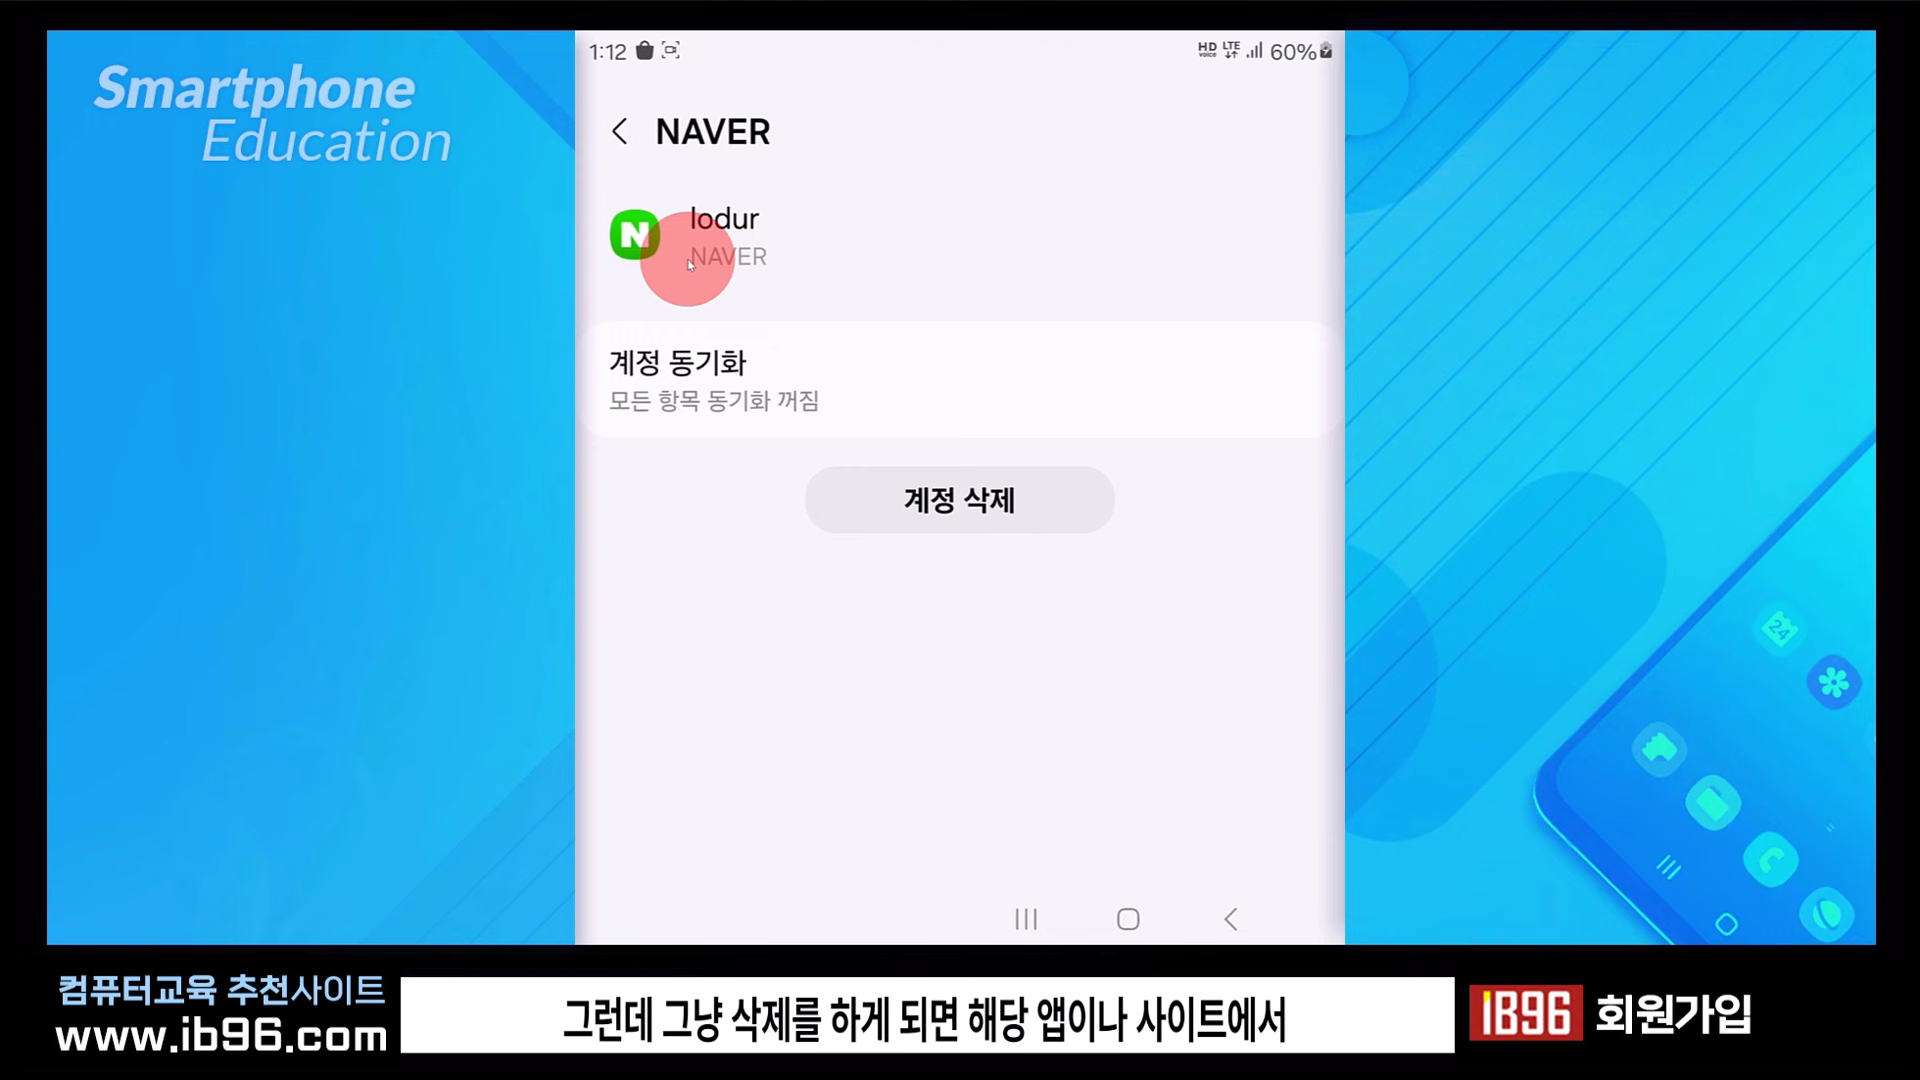 Smartphone
Education
1:12
HD voice LTE 60%
NAVER
N
lodur
NAVER
계정 동기화
모든 항목 동기화 꺼짐
계정 삭제
24
컴퓨터교육 추천사이트
www.ib96.com
그런데 그냥 삭제를 하게 되면 해당 앱이나 사이트에서
IB96 회원가입